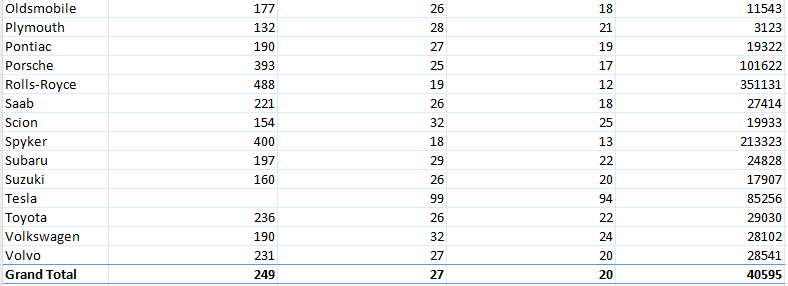 Oldsmobile 177 26 18 11543
Plymouth 132 28 21 3123
Pontiac 190 27 19 19322
Porsche 393 25 17 101622
Rolls-Royce 488 19 12 351131
Saab 221 26 18 27414
Scion 154 32 25 19933
Spyker 400 18 13 213323
Subaru 197 29 22 24828
Suzuki 160 26 20 17907
Tesla 99 94 85256
Toyota 236 26 22 29030
Volkswagen 190 32 24 28102
Volvo 231 27 20 28541
Grand Total 249 27 20 40595